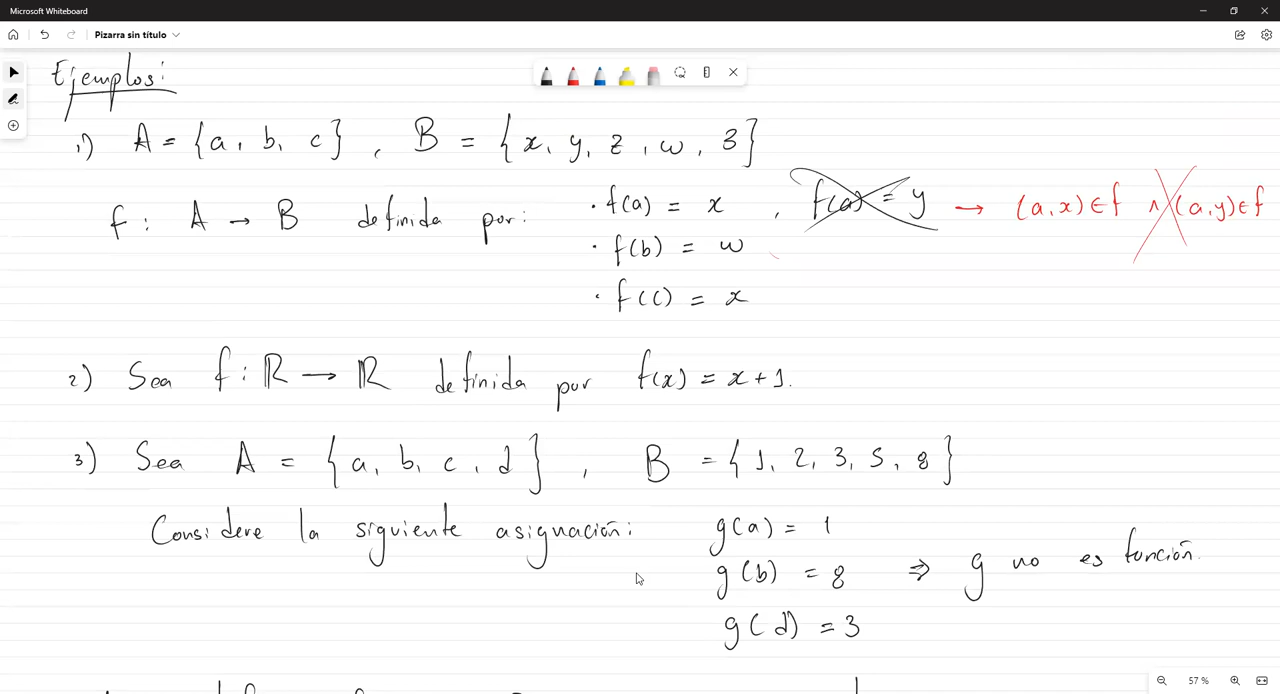 Microsoft Whiteboard
Pizarra sin título
Ejemplos:
1) A = {a, b, c} , B = {x, y, z, w, 3}
f : A → B definida por: · f(a) = x , f(a) = y → (a,x) ∈ f ∧ (a,y) ∈ f
· f(b) = w
· f(c) = x
2) Sea f : ℝ → ℝ definida por f(x) = x + 1.
3) Sea A = {a, b, c, d} , B = {1, 2, 3, 5, 8}
Considere la siguiente asignación: g(a) = 1
g(b) = 8 ⇒ g no es función.
g(d) = 3
57 %